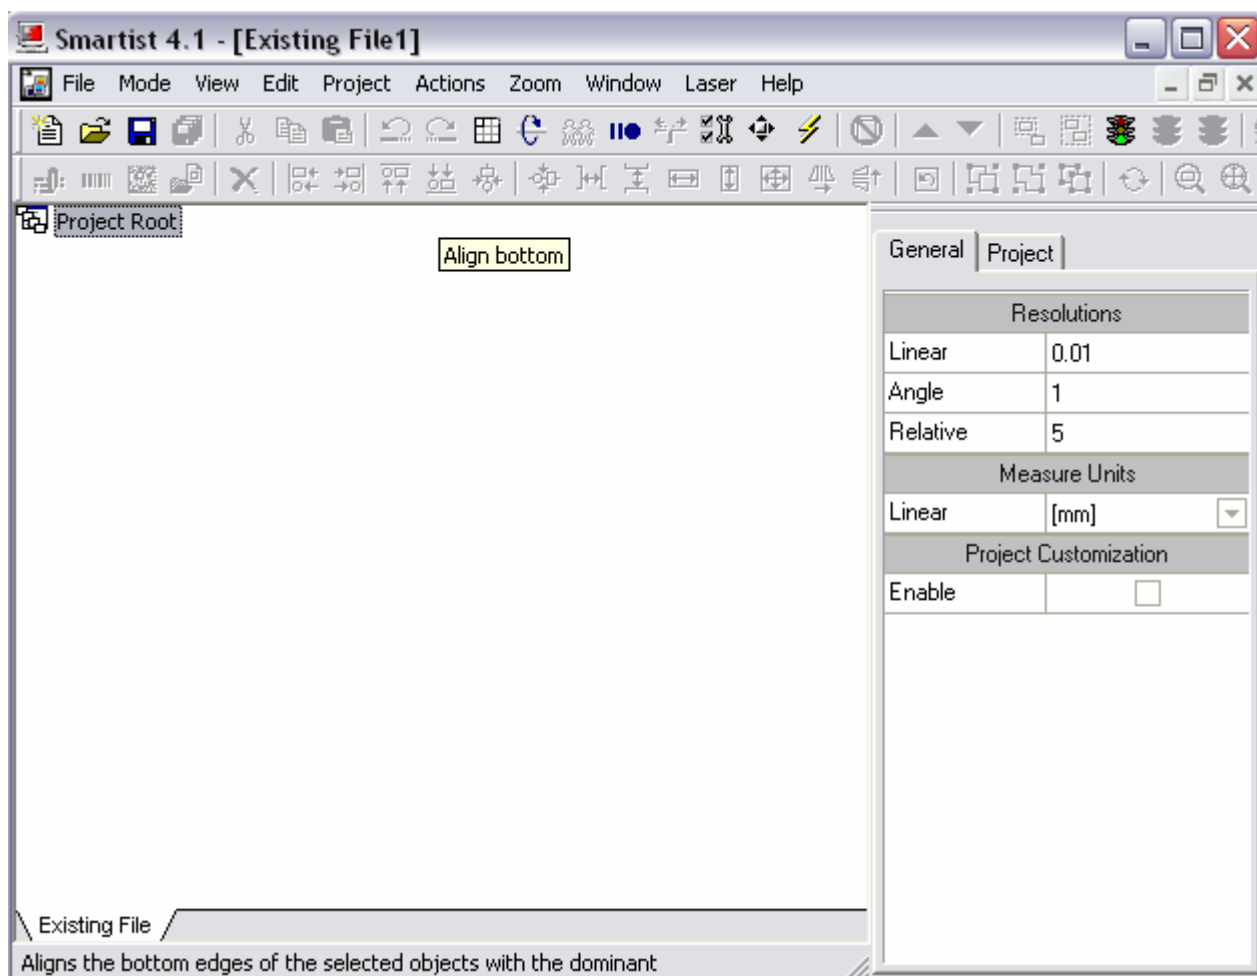 Smartist 4.1 - [Existing File1]
File Mode View Edit Project Actions Zoom Window Laser Help
Project Root
Align bottom
General Project
Resolutions
Linear 0.01
Angle 1
Relative 5
Measure Units
Linear [mm]
Project Customization
Enable
Existing File
Aligns the bottom edges of the selected objects with the dominant